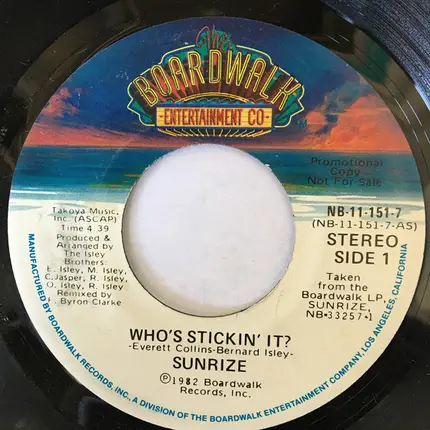 The
BOARDWALK
-ENTERTAINMENT CO-
Promotional
Copy
Not For Sale
NB-11-151-7
(NB-11-151-7-AS)
STEREO
SIDE 1
Taken
from the
Boardwalk LP
SUNRIZE,
NB-33257-1
Takoya Music,
Inc. (ASCAP)
Time 4:39
Produced &
Arranged by
The Isley
Brothers:
E. Isley, M. Isley,
C. Jasper, R. Isley,
O. Isley, R. Isley
Remixed by
Byron Clarke
WHO'S STICKIN' IT?
-Everett Collins-Bernard Isley-
SUNRIZE
Ⓟ©1982 Boardwalk
Records, Inc.
MANUFACTURED BY BOARDWALK RECORDS, INC., A DIVISION OF THE BOARDWALK ENTERTAINMENT COMPANY, LOS ANGELES, CALIFORNIA